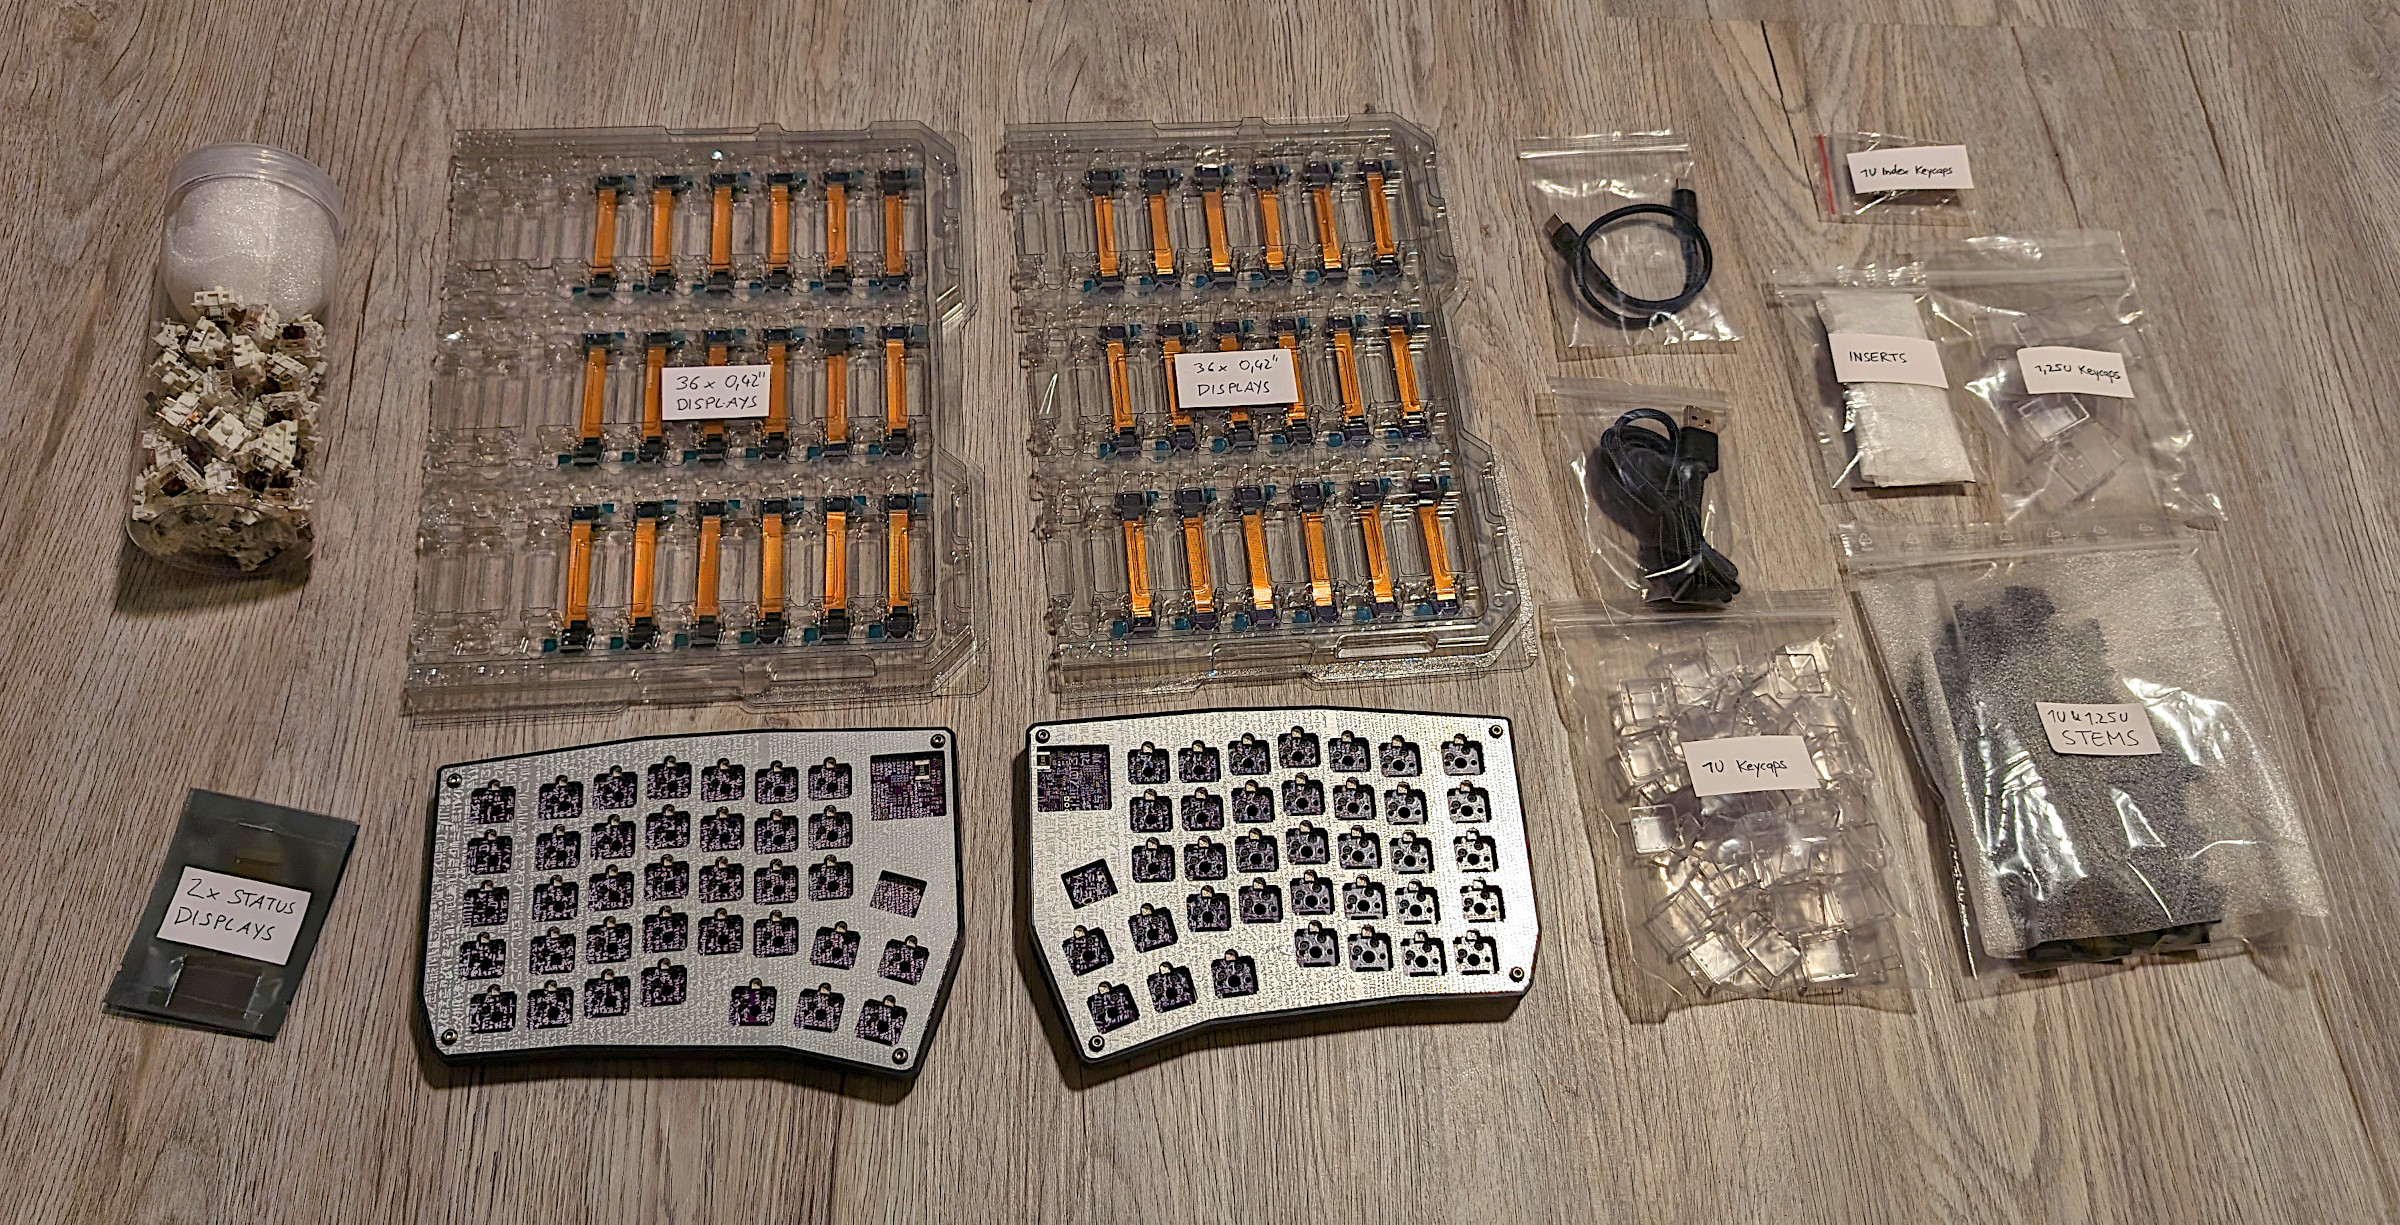 36 x 0,42"
DISPLAYS
36 x 0,42"
DISPLAYS
1U Index Keycaps
INSERTS
1,25U Keycaps
1U & 1,25U
STEMS
1U Keycaps
2x STATUS
DISPLAYS